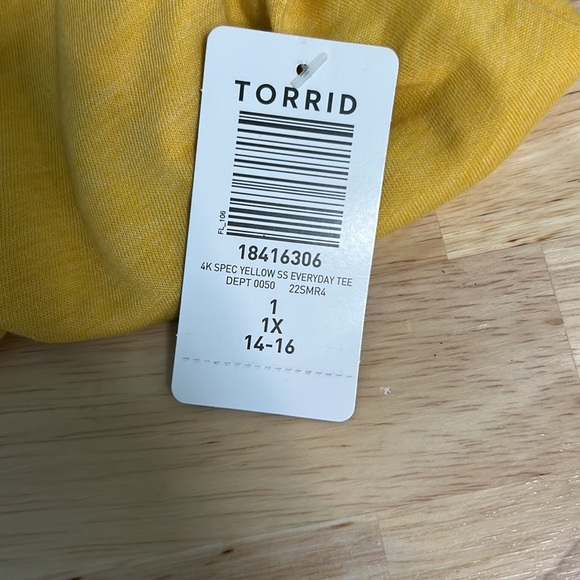 TORRID
FL_106
18416306
4K SPEC YELLOW SS EVERYDAY TEE
DEPT 0050 22SMR4
1
1X
14-16